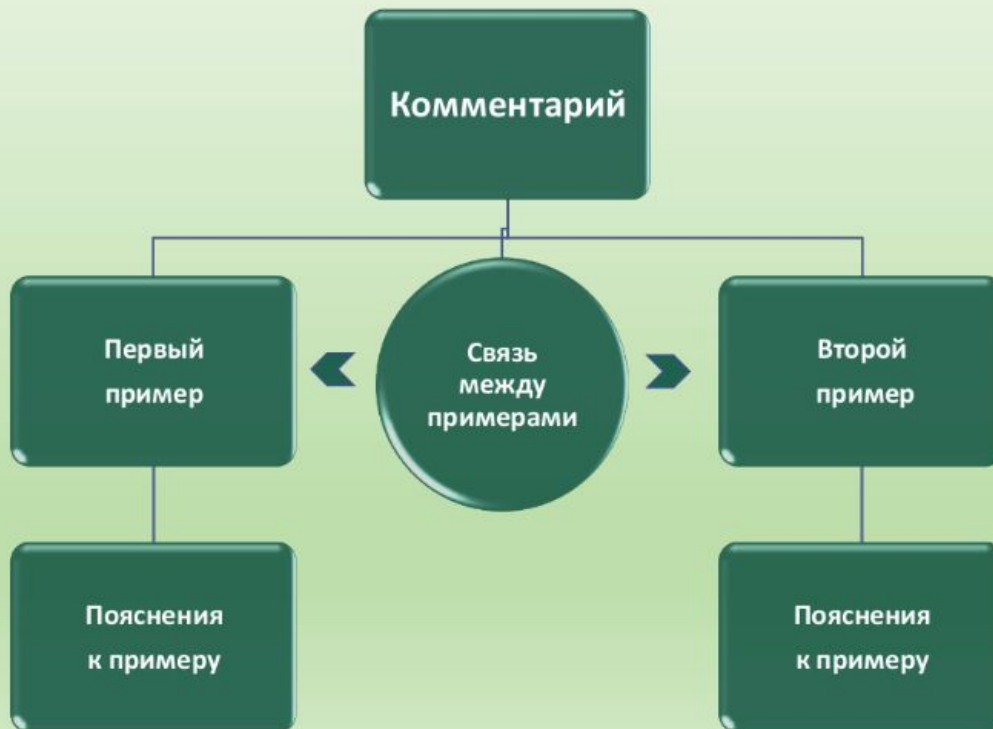 Комментарий
Первый
пример
Связь
между
примерами
Второй
пример
Пояснения
к примеру
Пояснения
к примеру